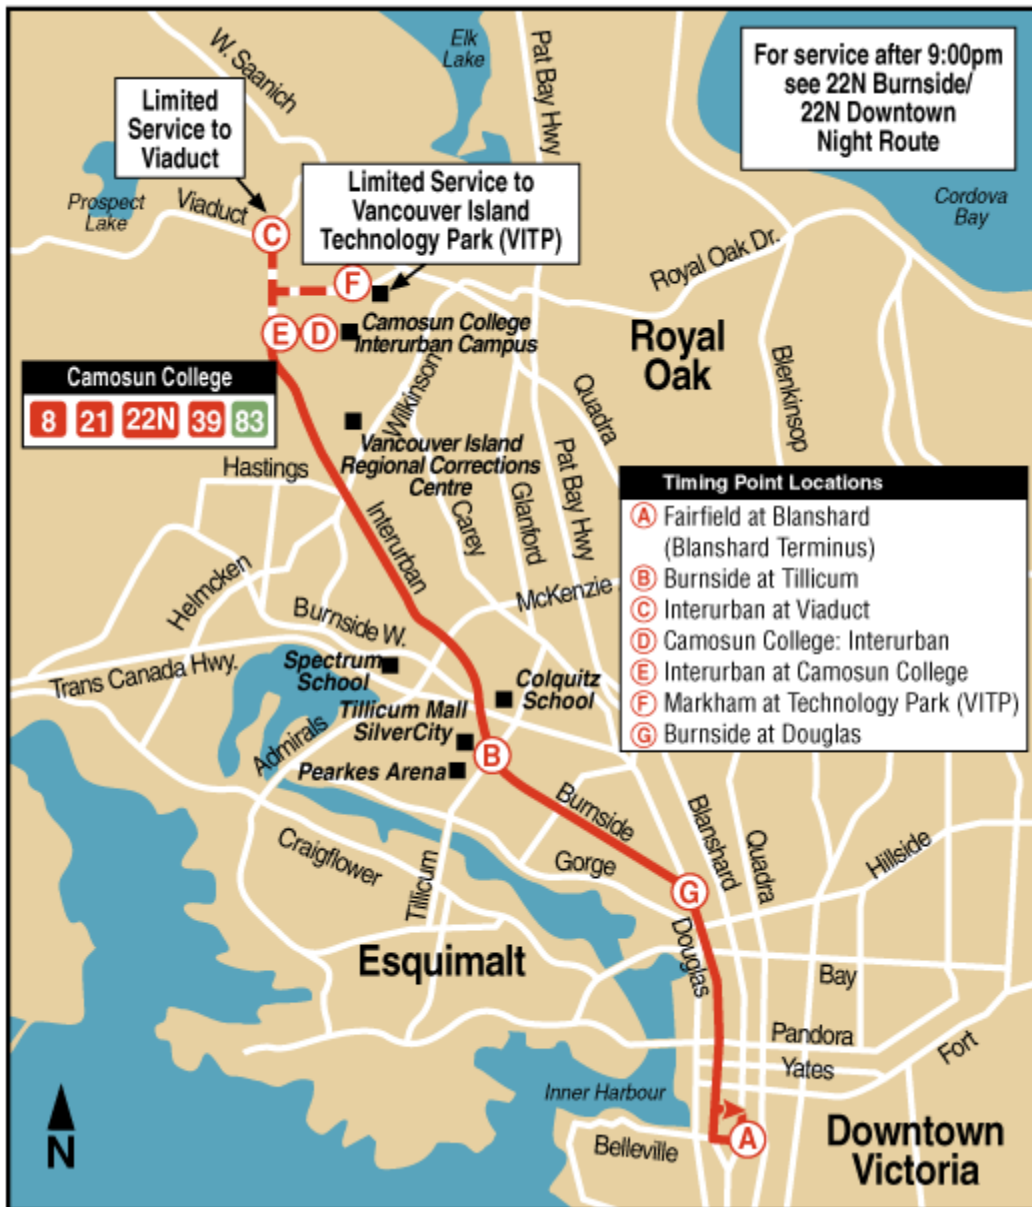 W. Saanich
Elk
Lake
Pat Bay Hwy
For service after 9:00pm
see 22N Burnside/
22N Downtown
Night Route
Limited
Service to
Viaduct
Limited Service to
Vancouver Island
Technology Park (VITP)
Prospect
Lake
Viaduct
Cordova
Bay
C
Royal Oak Dr.
F
E
D
Camosun College
Interurban Campus
Royal
Oak
Camosun College
8 21 22N 39 83
Wilkinson
Quadra
Blenkinsop
Vancouver Island
Regional Corrections
Centre
Hastings
Interurban
Carey
Glanford
Pat Bay Hwy
Timing Point Locations
A Fairfield at Blanshard
(Blanshard Terminus)
B Burnside at Tillicum
C Interurban at Viaduct
D Camosun College: Interurban
E Interurban at Camosun College
F Markham at Technology Park (VITP)
G Burnside at Douglas
Helmcken
McKenzie
Burnside W.
Trans Canada Hwy.
Spectrum
School
Colquitz
School
Tillicum Mall
SilverCity
Admirals
B
Pearkes Arena
Burnside
Blanshard
Quadra
Hillside
Craigflower
Tillicum
Gorge
G
Douglas
Esquimalt
Bay
Pandora
Yates
Fort
Inner Harbour
N
Belleville
A
Downtown
Victoria